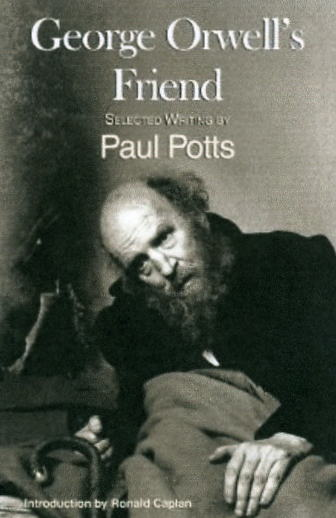 George Orwell's
Friend
SELECTED WRITING BY
Paul Potts
Introduction by Ronald Caplan